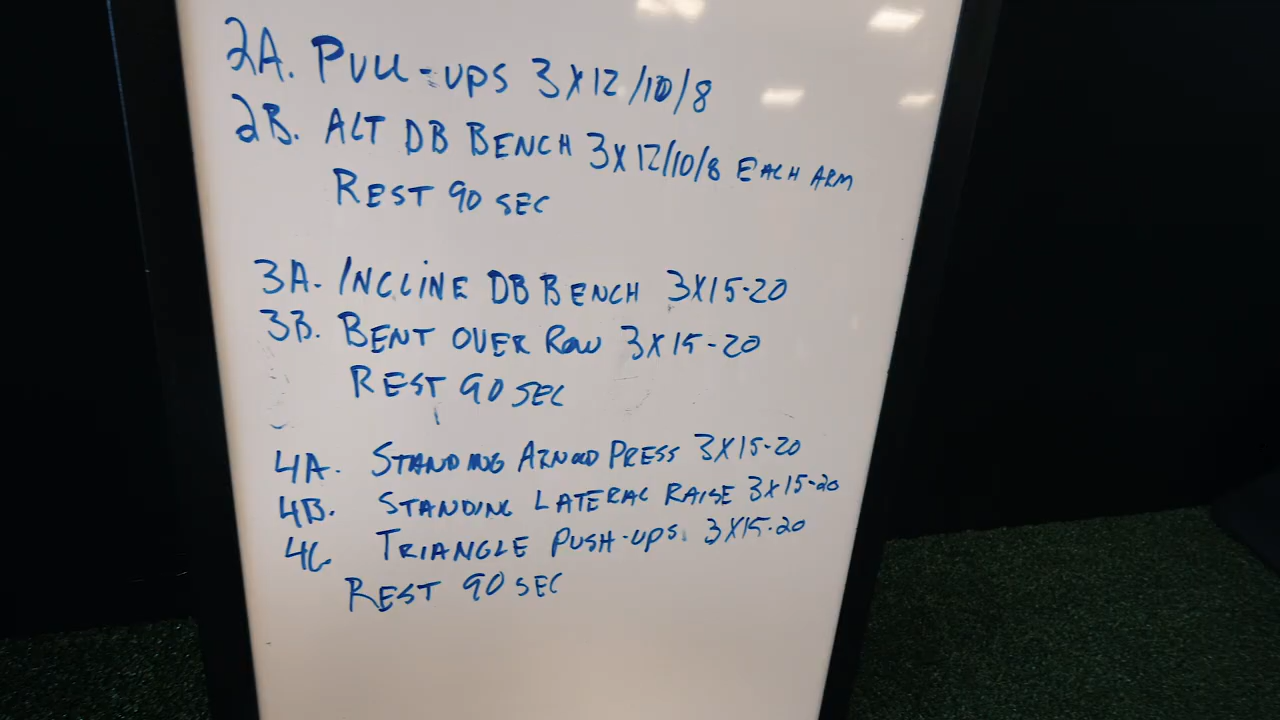 2A. PULL-UPS 3X12/10/8
2B. ALT DB BENCH 3X12/10/8 EACH ARM
REST 90 SEC
3A. INCLINE DB BENCH 3X15-20
3B. BENT OVER ROW 3X15-20
REST 90 SEC
4A. STANDING ARNOLD PRESS 3X15-20
4B. STANDING LATERAL RAISE 3X15-20
4C. TRIANGLE PUSH-UPS 3X15-20
REST 90 SEC